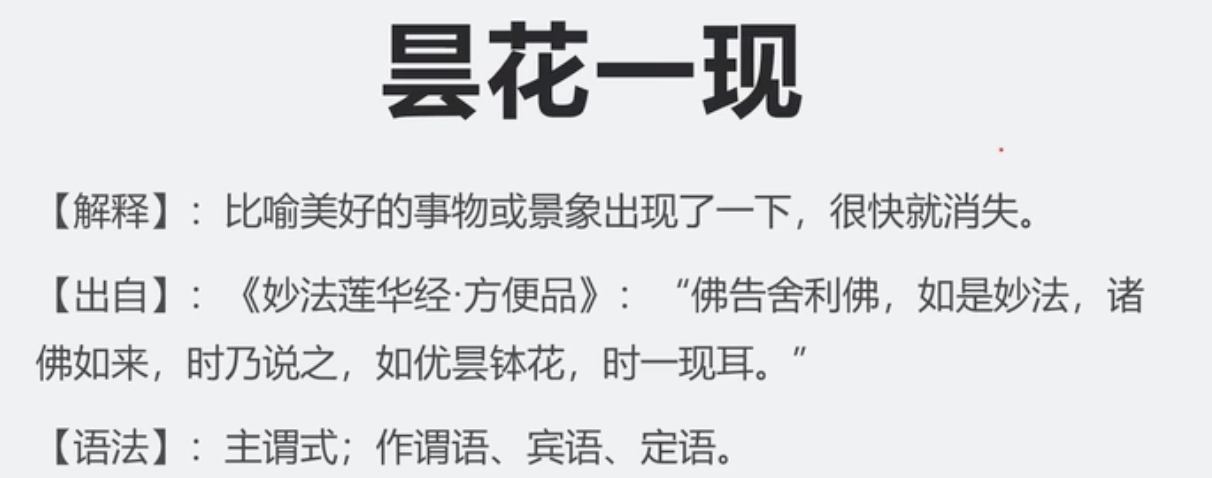 昙花一现
【解释】：比喻美好的事物或景象出现了一下，很快就消失。
【出自】：《妙法莲华经·方便品》：“佛告舍利佛，如是妙法，诸
佛如来，时乃说之，如优昙钵花，时一现耳。”
【语法】：主谓式；作谓语、宾语、定语。